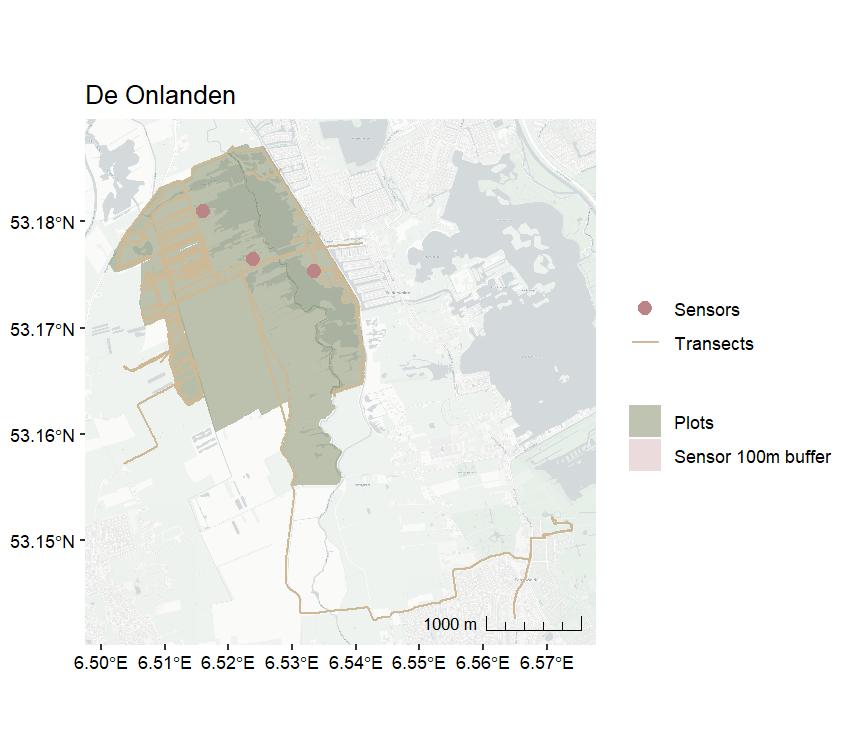 De Onlanden
53.18°N
53.17°N
53.16°N
53.15°N
1000 m
6.50°E 6.51°E 6.52°E 6.53°E 6.54°E 6.55°E 6.56°E 6.57°E
Sensors
Transects
Plots
Sensor 100m buffer